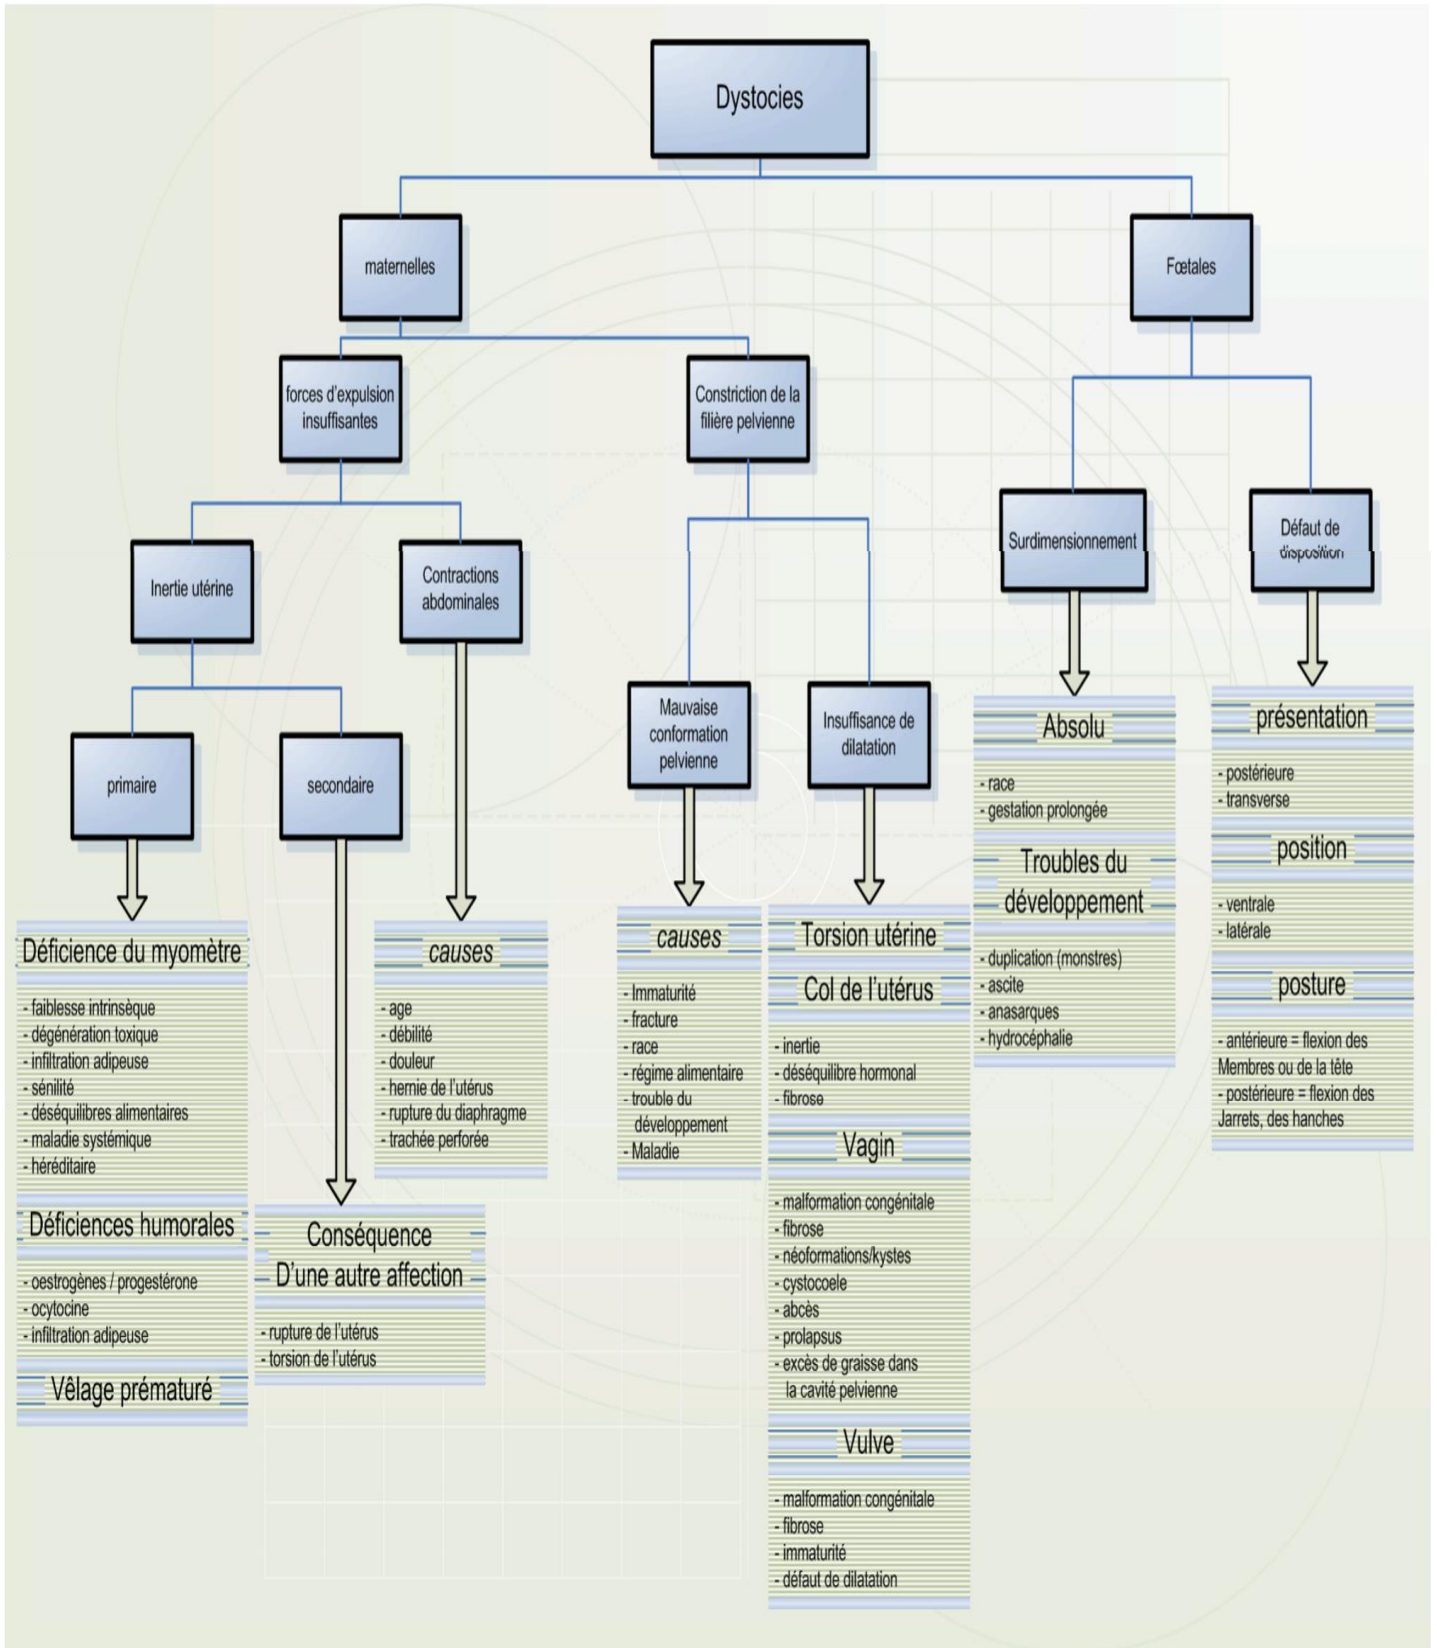 Dystocies
maternelles
Fœtales
forces d'expulsion
insuffisantes
Constriction de la
filière pelvienne
Surdimensionnement
Défaut de
disposition
Inertie utérine
Contractions
abdominales
Mauvaise
conformation
pelvienne
Insuffisance de
dilatation
primaire
secondaire
Déficience du myomètre
- faiblesse intrinsèque
- dégénération toxique
- infiltration adipeuse
- sénilité
- déséquilibres alimentaires
- maladie systémique
- héréditaire
Déficiences humorales
- oestrogènes / progestérone
- ocytocine
- infiltration adipeuse
Vêlage prématuré
Conséquence
D'une autre affection
- rupture de l'utérus
- torsion de l'utérus
causes
- age
- débilité
- douleur
- hernie de l'utérus
- rupture du diaphragme
- trachée perforée
causes
- Immaturité
- fracture
- race
- régime alimentaire
- trouble du
développement
- Maladie
Torsion utérine
Col de l'utérus
- inertie
- déséquilibre hormonal
- fibrose
Vagin
- malformation congénitale
- fibrose
- néoformations/kystes
- cystocoele
- abcès
- prolapsus
- excès de graisse dans
la cavité pelvienne
Vulve
- malformation congénitale
- fibrose
- immaturité
- défaut de dilatation
Absolu
- race
- gestation prolongée
Troubles du
développement
- duplication (monstres)
- ascite
- anasarques
- hydrocéphalie
présentation
- postérieure
- transverse
position
- ventrale
- latérale
posture
- antérieure = flexion des
Membres ou de la tête
- postérieure = flexion des
Jarrets, des hanches